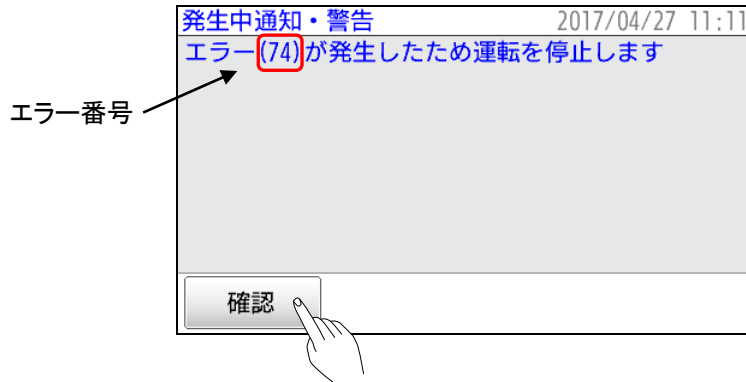 発生中通知・警告 2017/04/27 11:11
エラー(74)が発生したため運転を停止します
エラー番号
確認